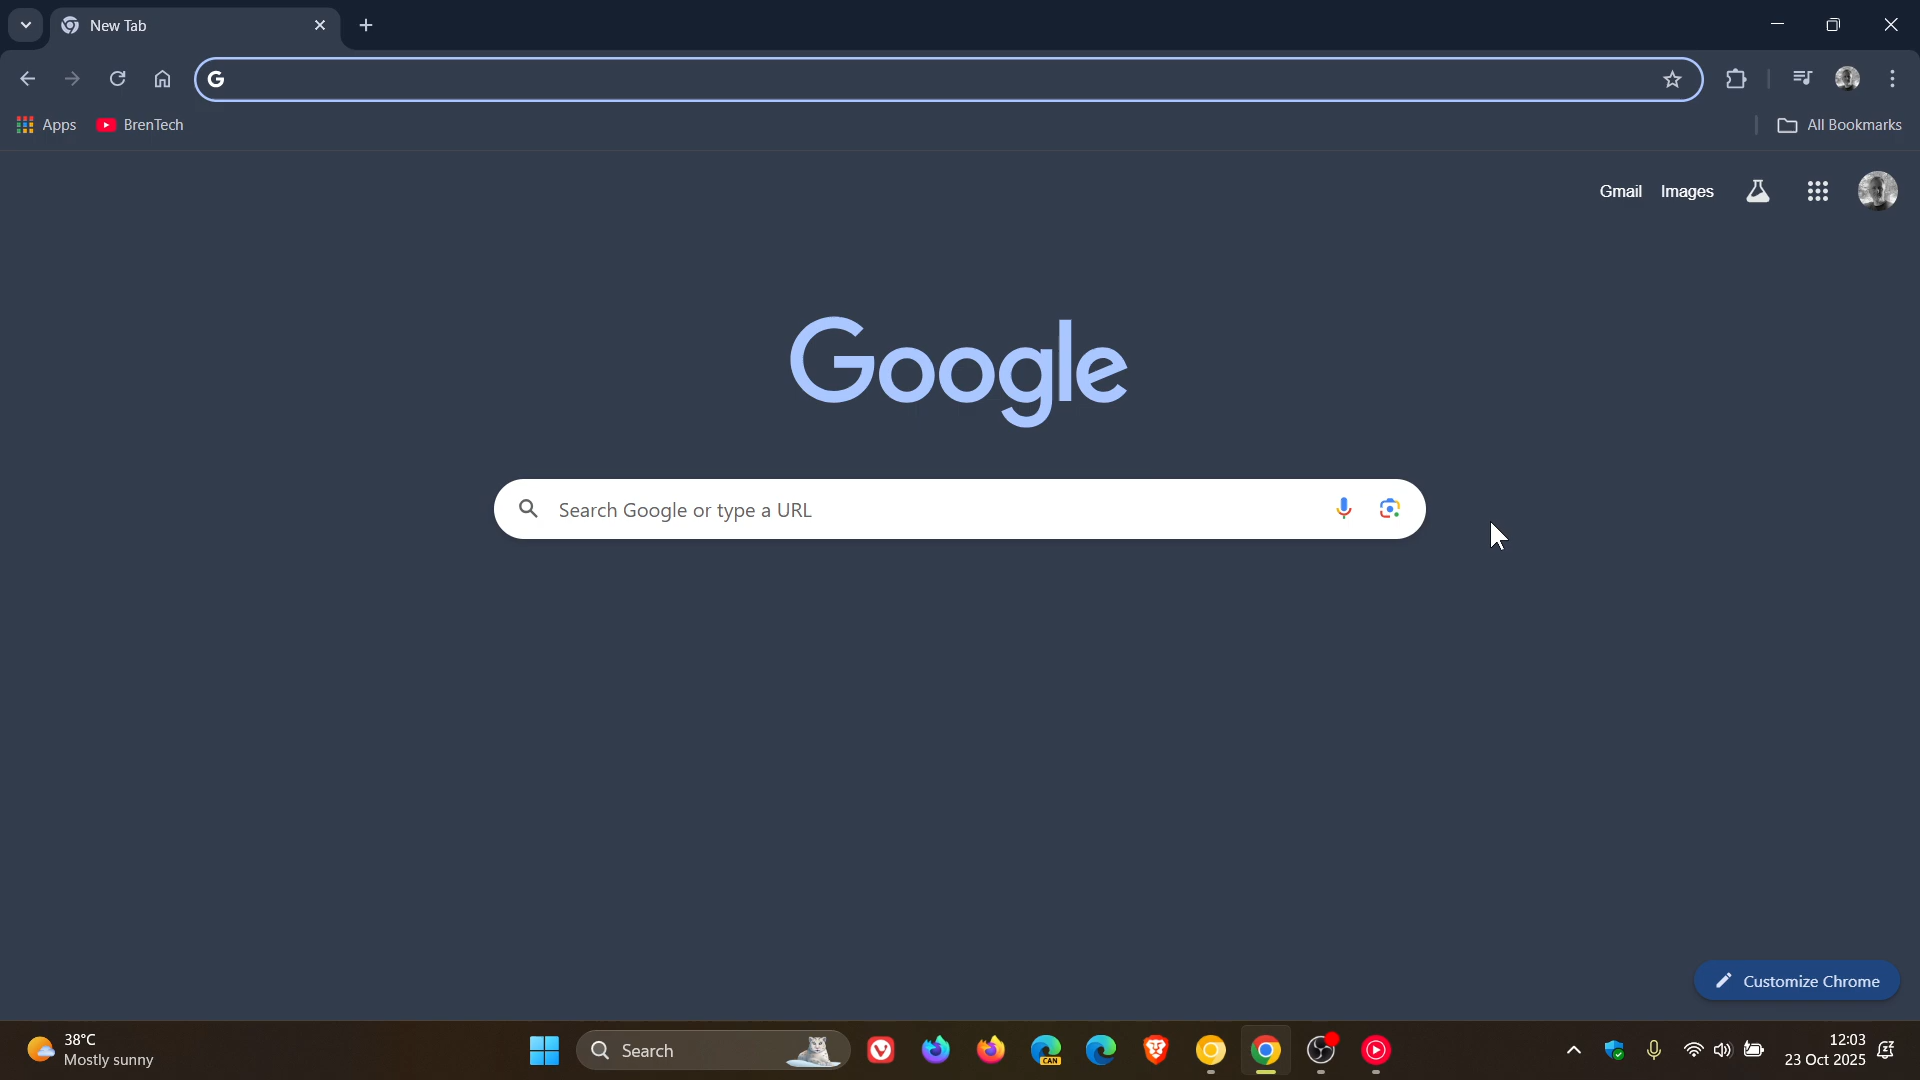 New Tab
Apps
BrenTech
All Bookmarks
Gmail
Images
Google
Search Google or type a URL
Customize Chrome
38°C
Mostly sunny
Search
CAN
12:03
23 Oct 2025